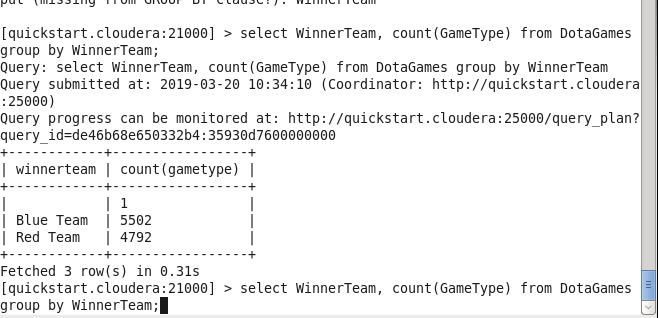 put (missing from GROUP BY clause?): WinnerTeam
[quickstart.cloudera:21000] > select WinnerTeam, count(GameType) from DotaGames
group by WinnerTeam;
Query: select WinnerTeam, count(GameType) from DotaGames group by WinnerTeam
Query submitted at: 2019-03-20 10:34:10 (Coordinator: http://quickstart.cloudera
:25000)
Query progress can be monitored at: http://quickstart.cloudera:25000/query_plan?
query_id=de46b68e650332b4:35930d7600000000
+------------+-----------------+
| winnerteam | count(gametype) |
+------------+-----------------+
|            | 1               |
| Blue Team  | 5502            |
| Red Team   | 4792            |
+------------+-----------------+
Fetched 3 row(s) in 0.31s
[quickstart.cloudera:21000] > select WinnerTeam, count(GameType) from DotaGames
group by WinnerTeam;